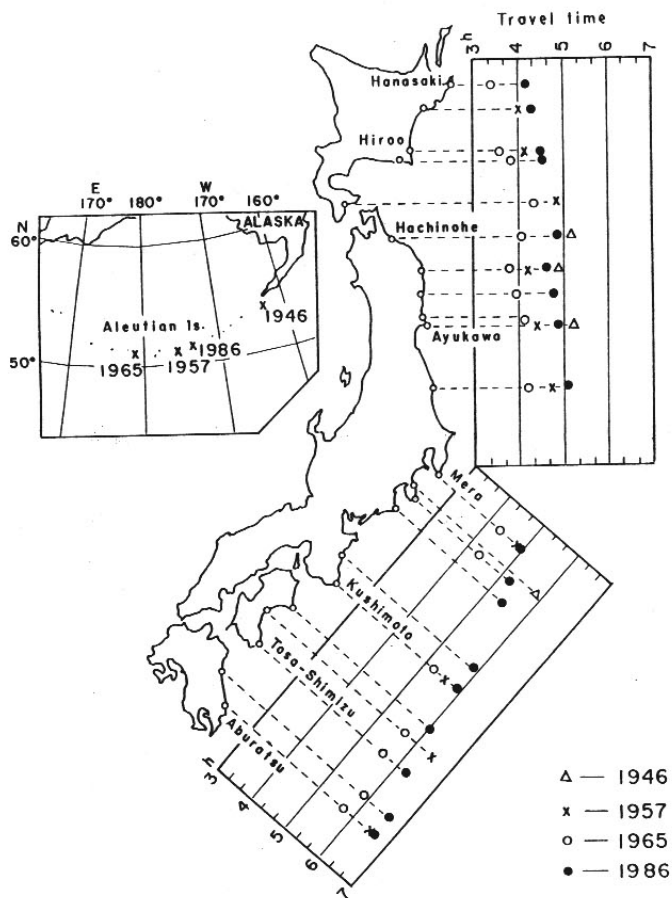 Travel time
3h 4 5 6 7
Hanasaki
Hiroo
E W
170° 180° 170° 160°
N
ALASKA
60°
Hachinohe
1946
Aleutian Is.
1986
Ayukawa
50°
1965 1957
Mera
Kushimoto
Tosa-Shimizu
Aburatsu
3h 4 5 6 7
△ — 1946
x — 1957
○ — 1965
● — 1986